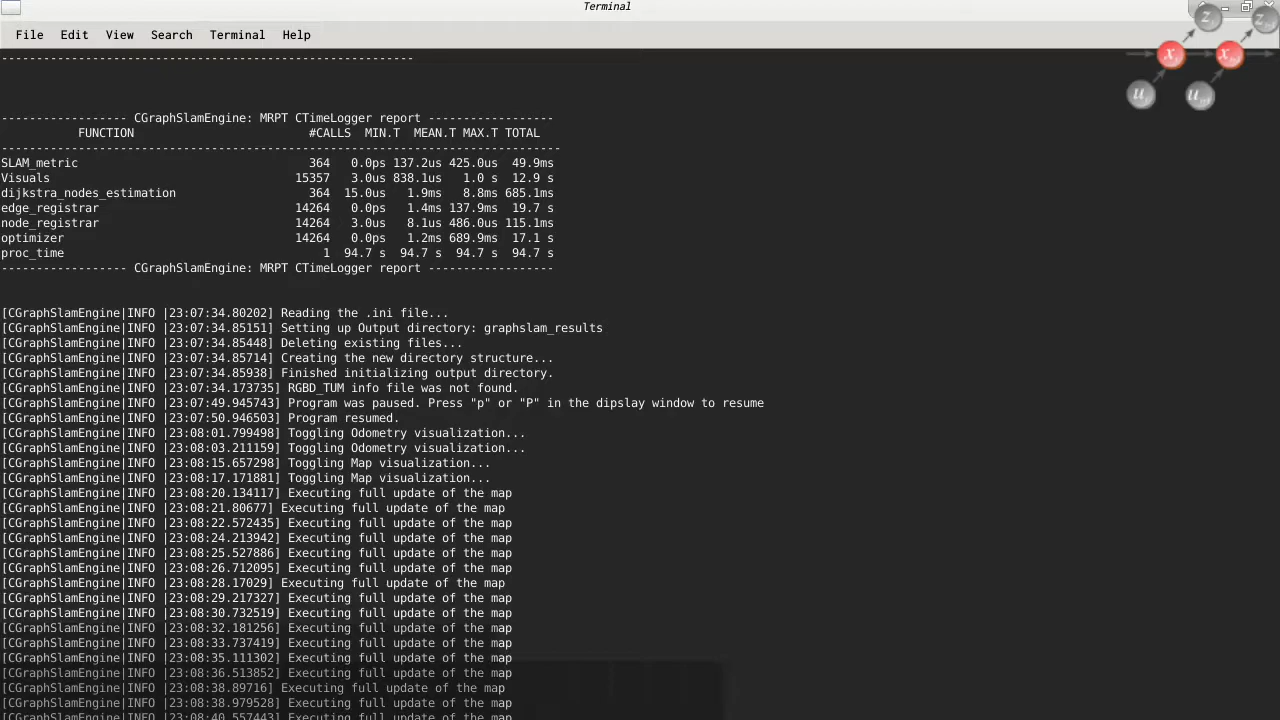 Terminal
File Edit View Search Terminal Help
-----------------------------------------------------------
------------------ CGraphSlamEngine: MRPT CTimeLogger report ------------------
FUNCTION #CALLS MIN.T MEAN.T MAX.T TOTAL
--------------------------------------------------------------------------------
SLAM_metric 364 0.0ps 137.2us 425.0us 49.9ms
Visuals 15357 3.0us 838.1us 1.0 s 12.9 s
dijkstra_nodes_estimation 364 15.0us 1.9ms 8.8ms 685.1ms
edge_registrar 14264 0.0ps 1.4ms 137.9ms 19.7 s
node_registrar 14264 3.0us 8.1us 486.0us 115.1ms
optimizer 14264 0.0ps 1.2ms 689.9ms 17.1 s
proc_time 1 94.7 s 94.7 s 94.7 s 94.7 s
------------------ CGraphSlamEngine: MRPT CTimeLogger report ------------------
[CGraphSlamEngine|INFO |23:07:34.80202] Reading the .ini file...
[CGraphSlamEngine|INFO |23:07:34.85151] Setting up Output directory: graphslam_results
[CGraphSlamEngine|INFO |23:07:34.85448] Deleting existing files...
[CGraphSlamEngine|INFO |23:07:34.85714] Creating the new directory structure...
[CGraphSlamEngine|INFO |23:07:34.85938] Finished initializing output directory.
[CGraphSlamEngine|INFO |23:07:34.173735] RGBD_TUM info file was not found.
[CGraphSlamEngine|INFO |23:07:49.945743] Program was paused. Press "p" or "P" in the dipslay window to resume
[CGraphSlamEngine|INFO |23:07:50.946503] Program resumed.
[CGraphSlamEngine|INFO |23:08:01.799498] Toggling Odometry visualization...
[CGraphSlamEngine|INFO |23:08:03.211159] Toggling Odometry visualization...
[CGraphSlamEngine|INFO |23:08:15.657298] Toggling Map visualization...
[CGraphSlamEngine|INFO |23:08:17.171881] Toggling Map visualization...
[CGraphSlamEngine|INFO |23:08:20.134117] Executing full update of the map
[CGraphSlamEngine|INFO |23:08:21.80677] Executing full update of the map
[CGraphSlamEngine|INFO |23:08:22.572435] Executing full update of the map
[CGraphSlamEngine|INFO |23:08:24.213942] Executing full update of the map
[CGraphSlamEngine|INFO |23:08:25.527886] Executing full update of the map
[CGraphSlamEngine|INFO |23:08:26.712095] Executing full update of the map
[CGraphSlamEngine|INFO |23:08:28.17029] Executing full update of the map
[CGraphSlamEngine|INFO |23:08:29.217327] Executing full update of the map
[CGraphSlamEngine|INFO |23:08:30.732519] Executing full update of the map
[CGraphSlamEngine|INFO |23:08:32.181256] Executing full update of the map
[CGraphSlamEngine|INFO |23:08:33.737419] Executing full update of the map
[CGraphSlamEngine|INFO |23:08:35.111302] Executing full update of the map
[CGraphSlamEngine|INFO |23:08:36.513852] Executing full update of the map
[CGraphSlamEngine|INFO |23:08:38.89716] Executing full update of the map
[CGraphSlamEngine|INFO |23:08:38.979528] Executing full update of the map
[CGraphSlamEngine|INFO |23:08:40.557443] Executing full update of the map